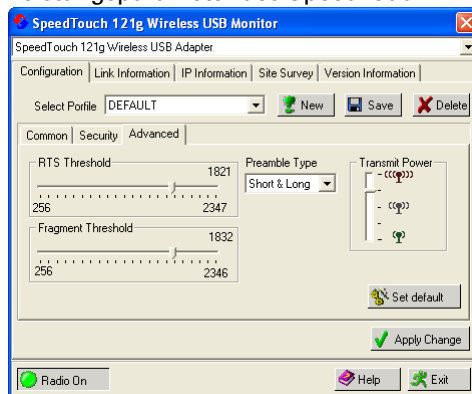 SpeedTouch 121g Wireless USB Monitor
SpeedTouch 121g Wireless USB Adapter
Configuration Link Information IP Information Site Survey Version Information
Select Porfile DEFAULT New Save Delete
Common Security Advanced
RTS Threshold 1821
256 2347
Preamble Type
Short & Long
Transmit Power
Fragment Threshold 1832
256 2346
Set default
Apply Change
Radio On Help Exit